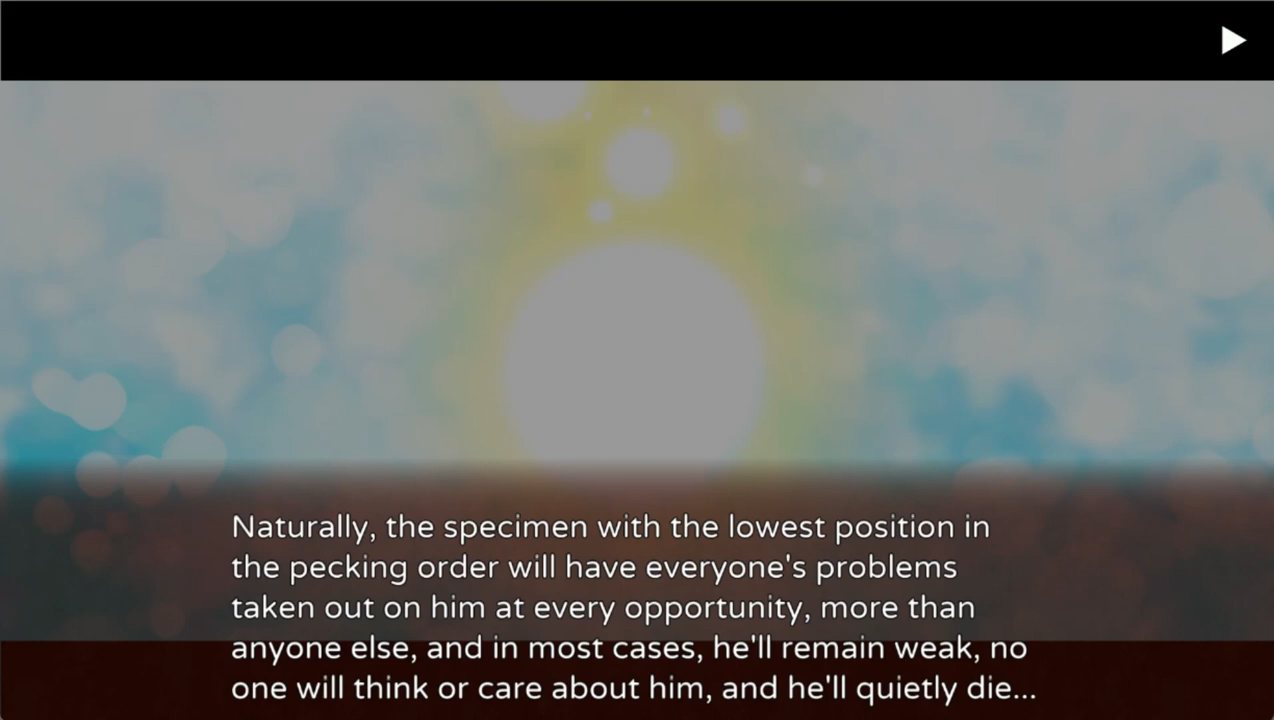 Naturally, the specimen with the lowest position in
the pecking order will have everyone's problems
taken out on him at every opportunity, more than
anyone else, and in most cases, he'll remain weak, no
one will think or care about him, and he'll quietly die...